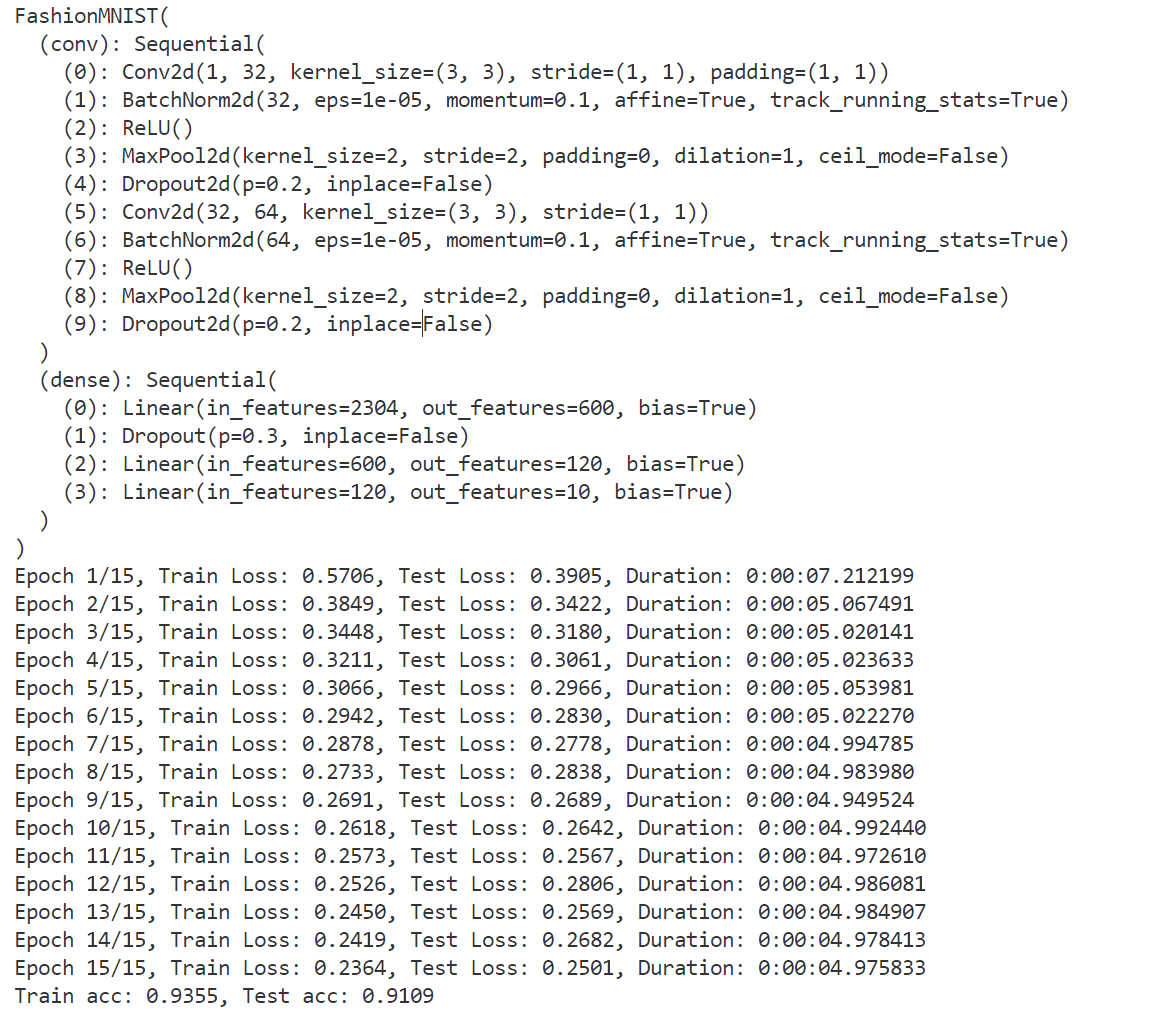 FashionMNIST(
  (conv): Sequential(
    (0): Conv2d(1, 32, kernel_size=(3, 3), stride=(1, 1), padding=(1, 1))
    (1): BatchNorm2d(32, eps=1e-05, momentum=0.1, affine=True, track_running_stats=True)
    (2): ReLU()
    (3): MaxPool2d(kernel_size=2, stride=2, padding=0, dilation=1, ceil_mode=False)
    (4): Dropout2d(p=0.2, inplace=False)
    (5): Conv2d(32, 64, kernel_size=(3, 3), stride=(1, 1))
    (6): BatchNorm2d(64, eps=1e-05, momentum=0.1, affine=True, track_running_stats=True)
    (7): ReLU()
    (8): MaxPool2d(kernel_size=2, stride=2, padding=0, dilation=1, ceil_mode=False)
    (9): Dropout2d(p=0.2, inplace=False)
  )
  (dense): Sequential(
    (0): Linear(in_features=2304, out_features=600, bias=True)
    (1): Dropout(p=0.3, inplace=False)
    (2): Linear(in_features=600, out_features=120, bias=True)
    (3): Linear(in_features=120, out_features=10, bias=True)
  )
)
Epoch 1/15, Train Loss: 0.5706, Test Loss: 0.3905, Duration: 0:00:07.212199
Epoch 2/15, Train Loss: 0.3849, Test Loss: 0.3422, Duration: 0:00:05.067491
Epoch 3/15, Train Loss: 0.3448, Test Loss: 0.3180, Duration: 0:00:05.020141
Epoch 4/15, Train Loss: 0.3211, Test Loss: 0.3061, Duration: 0:00:05.023633
Epoch 5/15, Train Loss: 0.3066, Test Loss: 0.2966, Duration: 0:00:05.053981
Epoch 6/15, Train Loss: 0.2942, Test Loss: 0.2830, Duration: 0:00:05.022270
Epoch 7/15, Train Loss: 0.2878, Test Loss: 0.2778, Duration: 0:00:04.994785
Epoch 8/15, Train Loss: 0.2733, Test Loss: 0.2838, Duration: 0:00:04.983980
Epoch 9/15, Train Loss: 0.2691, Test Loss: 0.2689, Duration: 0:00:04.949524
Epoch 10/15, Train Loss: 0.2618, Test Loss: 0.2642, Duration: 0:00:04.992440
Epoch 11/15, Train Loss: 0.2573, Test Loss: 0.2567, Duration: 0:00:04.972610
Epoch 12/15, Train Loss: 0.2526, Test Loss: 0.2806, Duration: 0:00:04.986081
Epoch 13/15, Train Loss: 0.2450, Test Loss: 0.2569, Duration: 0:00:04.984907
Epoch 14/15, Train Loss: 0.2419, Test Loss: 0.2682, Duration: 0:00:04.978413
Epoch 15/15, Train Loss: 0.2364, Test Loss: 0.2501, Duration: 0:00:04.975833
Train acc: 0.9355, Test acc: 0.9109